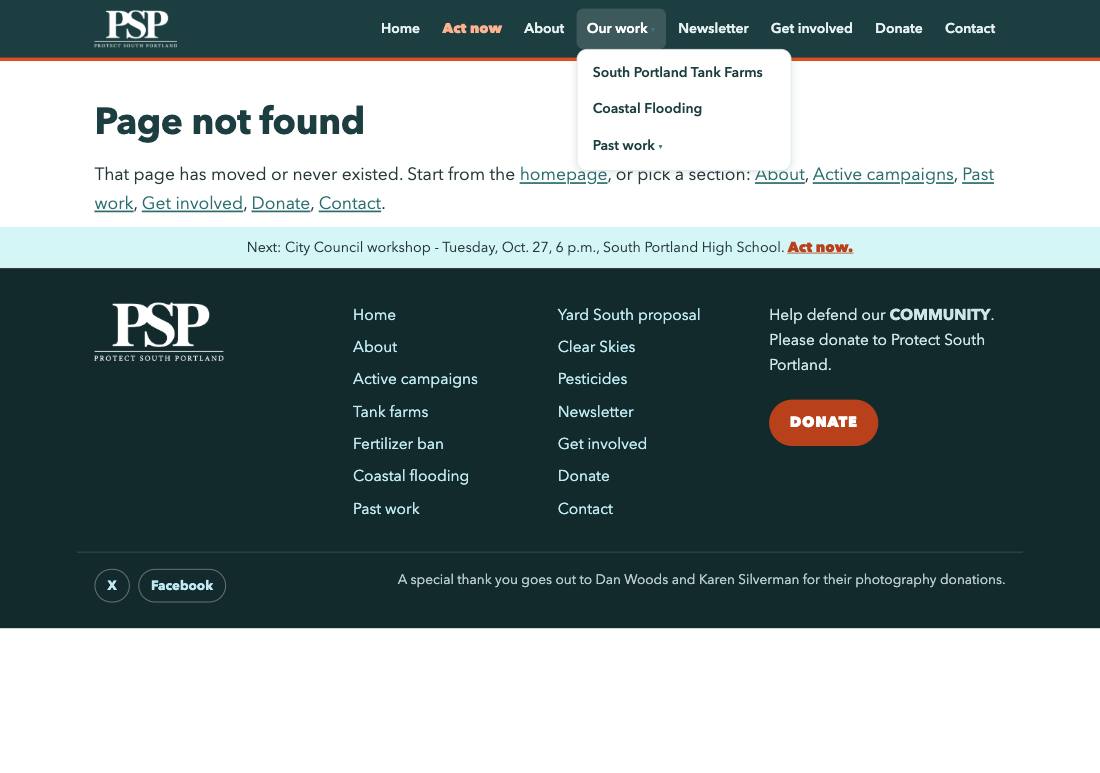 PSP
PROTECT SOUTH PORTLAND
Home
Act now
About
Our work
Newsletter
Get involved
Donate
Contact
South Portland Tank Farms
Coastal Flooding
Past work
Page not found
That page has moved or never existed. Start from the homepage, or pick a section: About, Active campaigns, Past
work, Get involved, Donate, Contact.
Next: City Council workshop - Tuesday, Oct. 27, 6 p.m., South Portland High School. Act now.
PSP
PROTECT SOUTH PORTLAND
Home
About
Active campaigns
Tank farms
Fertilizer ban
Coastal flooding
Past work
Yard South proposal
Clear Skies
Pesticides
Newsletter
Get involved
Donate
Contact
Help defend our COMMUNITY.
Please donate to Protect South
Portland.
DONATE
X
Facebook
A special thank you goes out to Dan Woods and Karen Silverman for their photography donations.